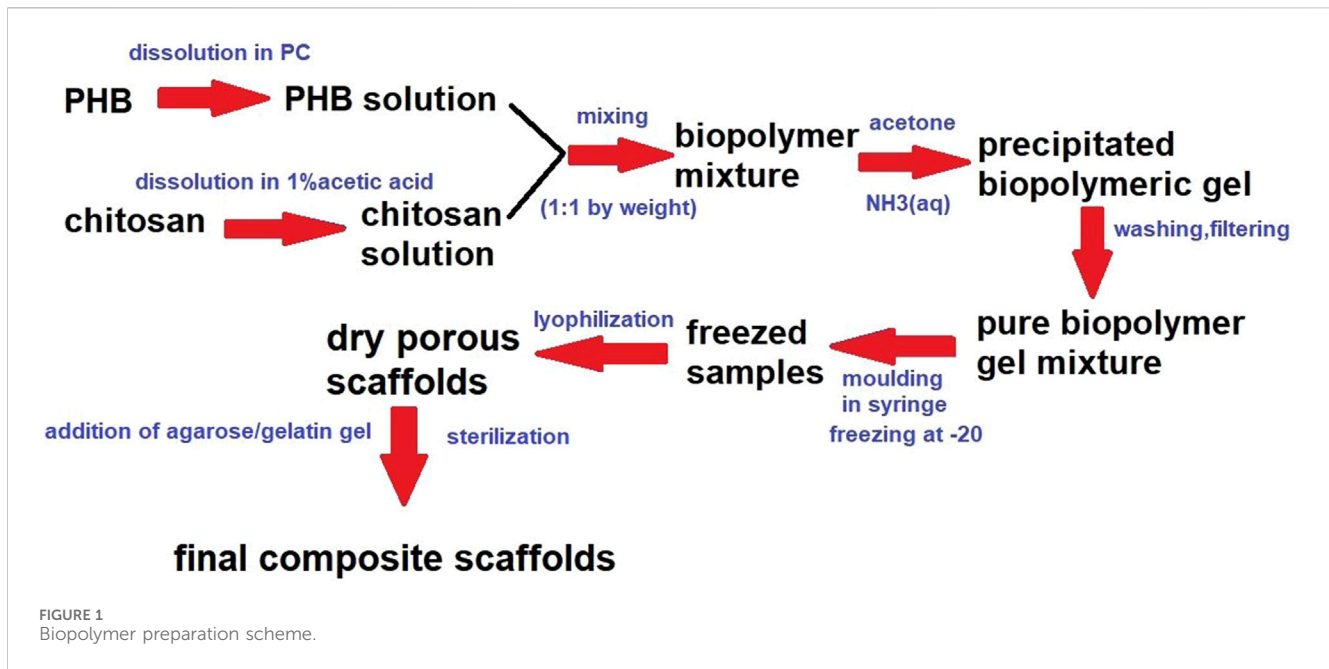 dissolution in PC
PHB
PHB solution
dissolution in 1%acetic acid
chitosan
chitosan
solution
mixing
(1:1 by weight)
biopolymer
mixture
acetone
NH3(aq)
precipitated
biopolymeric gel
washing,filtering
pure biopolymer
gel mixture
moulding
in syringe
freezing at -20
freezed
samples
lyophilization
dry porous
scaffolds
addition of agarose/gelatin gel
sterilization
final composite scaffolds
FIGURE 1
Biopolymer preparation scheme.